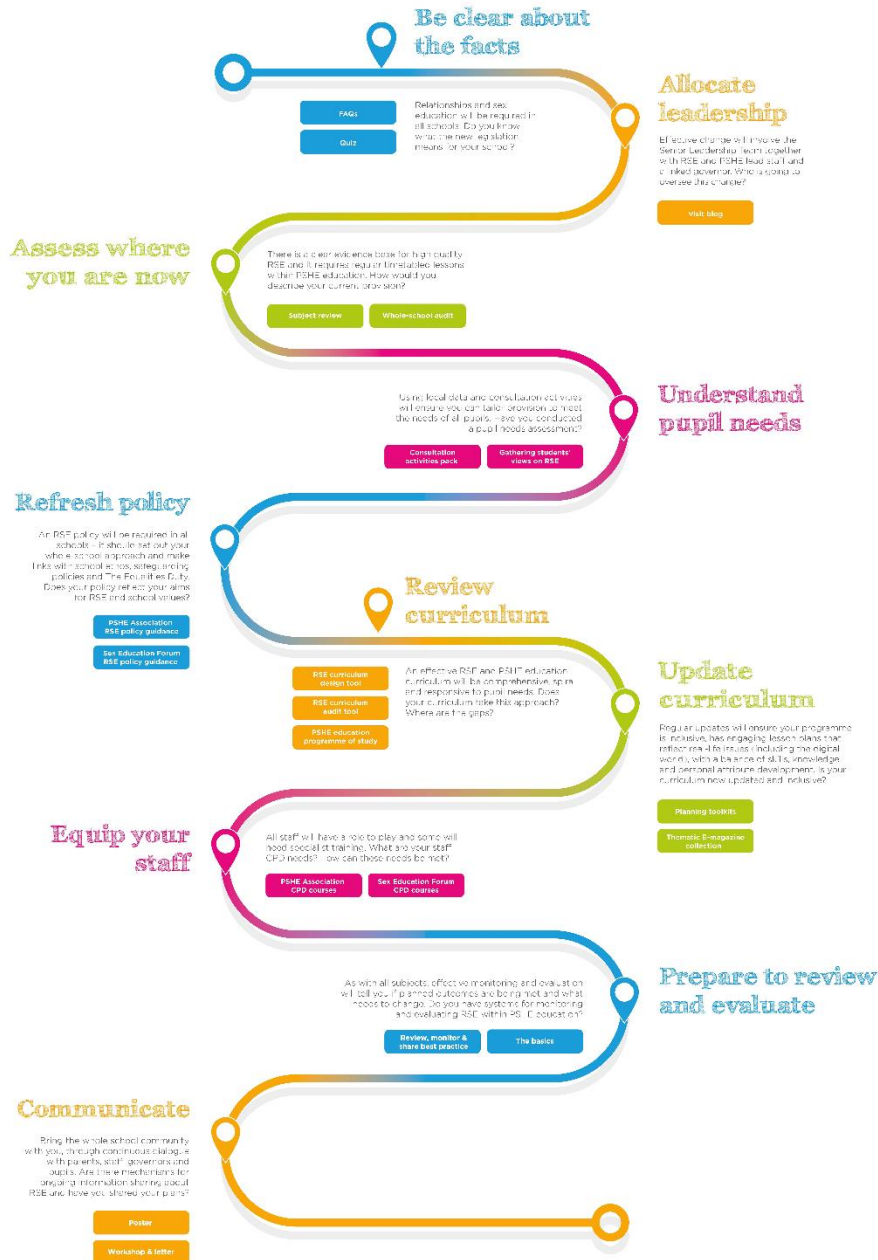 Be clear about
the facts
FAQs
Quiz
Relationships and sex
education will be required in
all schools. Do you know
what the new legislation
means for your school?
Allocate
leadership
Effective change will involve the
Senior Leadership Team together
with RSE and PSHE lead staff and
a linked governor. Who is going to
oversee this change?
Visit blog
Assess where
you are now
There is a clear evidence base for high quality
RSE and it requires regular timetabled lessons
within PSHE education. How would you
describe your current provision?
Subject review
Whole-school audit
Understand
pupil needs
Using local data and consultation activities
will ensure you can tailor provision to meet
the needs of all pupils. Have you conducted
a pupil needs assessment?
Consultation
activities pack
Gathering students'
views on RSE
Refresh policy
An RSE policy will be required in all
schools – it should set out your
whole school approach and make
links with school ethos, safeguarding
policies and The Equalities Duty.
Does your policy reflect your aims
for RSE and school values?
PSHE Association
RSE policy guidance
Sex Education Forum
RSE policy guidance
Review
curriculum
RSE curriculum
design tool
RSE curriculum
audit tool
PSHE education
programme of study
An effective RSE and PSHE education
curriculum will be comprehensive, spiral
and responsive to pupil needs. Does
your curriculum take this approach?
Where are the gaps?
Update
curriculum
Regular updates will ensure your programme
is inclusive, has engaging lesson plans that
reflect real-life issues (including the digital
world), with a balance of skills, knowledge
and personal attribute development. Is your
curriculum now updated and inclusive?
Planning toolkits
Thematic E-magazine
collection
Equip your
staff
All staff will have a role to play and some will
need specialist training. What are your staff
CPD needs? How can these needs be met?
PSHE Association
CPD courses
Sex Education Forum
CPD courses
Prepare to review
and evaluate
As with all subjects, effective monitoring and evaluation
will tell you if planned outcomes are being met and what
needs to change. Do you have systems for monitoring
and evaluating RSE within PSHE education?
Review, monitor &
share best practice
The basics
Communicate
Bring the whole school community
with you, through continuous dialogue
with parents, staff, governors and
pupils. Are there mechanisms for
ongoing information sharing about
RSE and have you shared your plans?
Poster
Workshop & letter